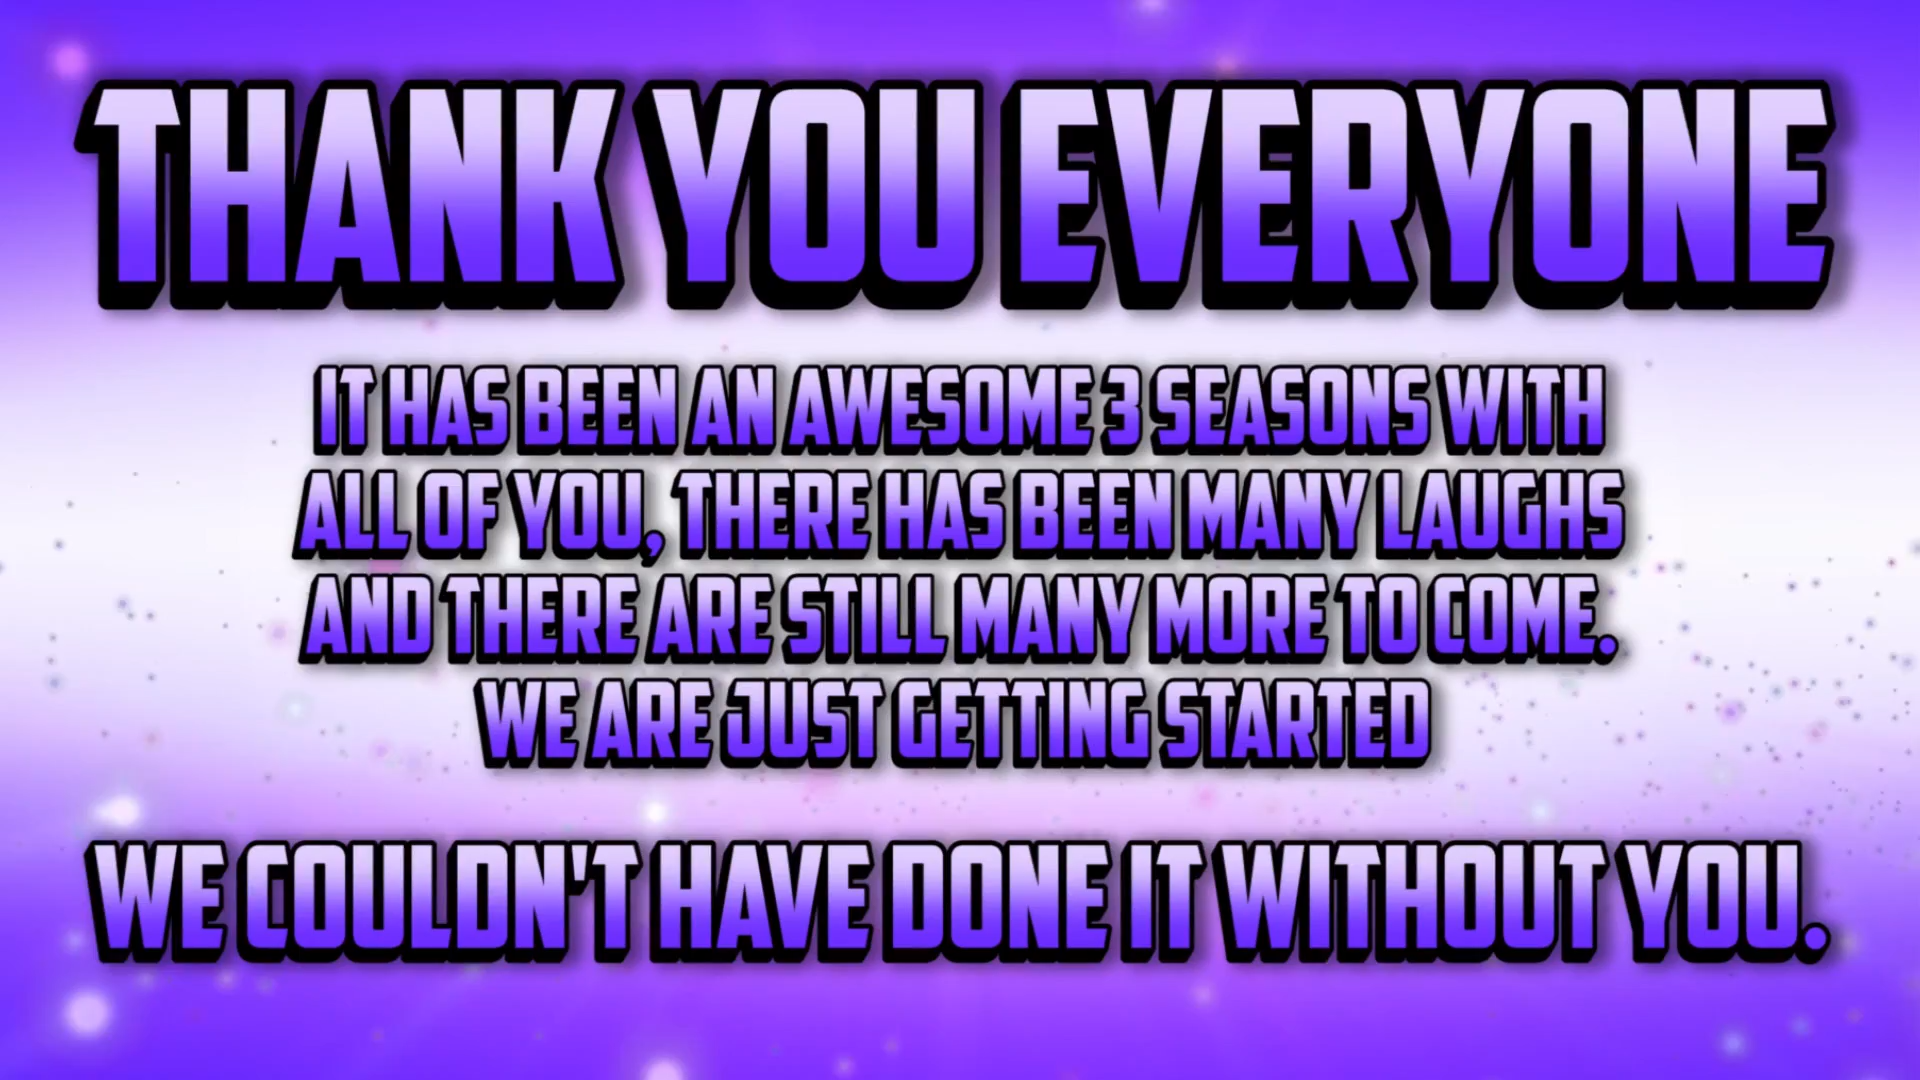 THANK YOU EVERYONE
IT HAS BEEN AN AWESOME 3 SEASONS WITH
ALL OF YOU, THERE HAS BEEN MANY LAUGHS
AND THERE ARE STILL MANY MORE TO COME.
WE ARE JUST GETTING STARTED
WE COULDN'T HAVE DONE IT WITHOUT YOU.